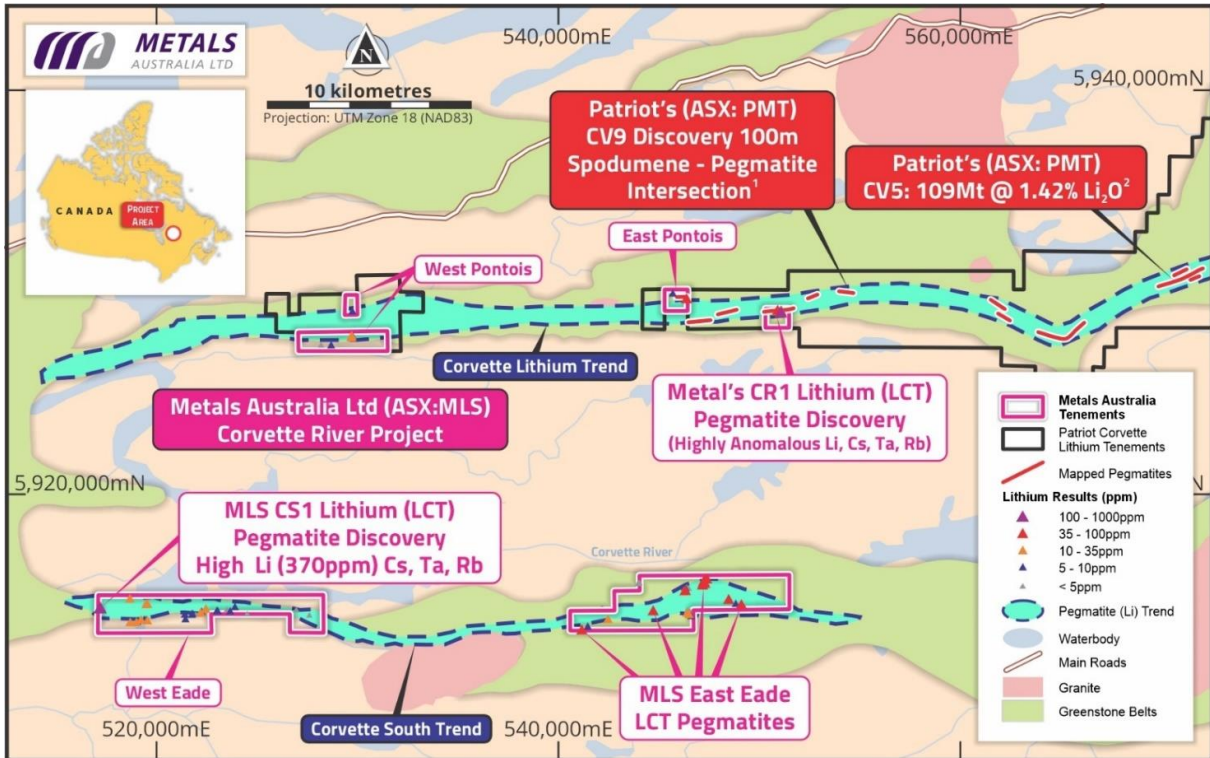 METALS
AUSTRALIA LTD
N
540,000mE
560,000mE
5,940,000mN
10 kilometres
Projection: UTM Zone 18 (NAD83)
CANADA
PROJECT
AREA
Patriot's (ASX: PMT)
CV9 Discovery 100m
Spodumene - Pegmatite
Intersection¹
Patriot's (ASX: PMT)
CV5: 109Mt @ 1.42% Li₂O²
East Pontois
West Pontois
Corvette Lithium Trend
Metals Australia Ltd (ASX:MLS)
Corvette River Project
Metal's CR1 Lithium (LCT)
Pegmatite Discovery
(Highly Anomalous Li, Cs, Ta, Rb)
5,920,000mN
MLS CS1 Lithium (LCT)
Pegmatite Discovery
High Li (370ppm) Cs, Ta, Rb
Corvette River
West Eade
Corvette South Trend
MLS East Eade
LCT Pegmatites
520,000mE
540,000mE
Metals Australia
Tenements
Patriot Corvette
Lithium Tenements
Mapped Pegmatites
Lithium Results (ppm)
100 - 1000ppm
35 - 100ppm
10 - 35ppm
5 - 10ppm
< 5ppm
Pegmatite (Li) Trend
Waterbody
Main Roads
Granite
Greenstone Belts